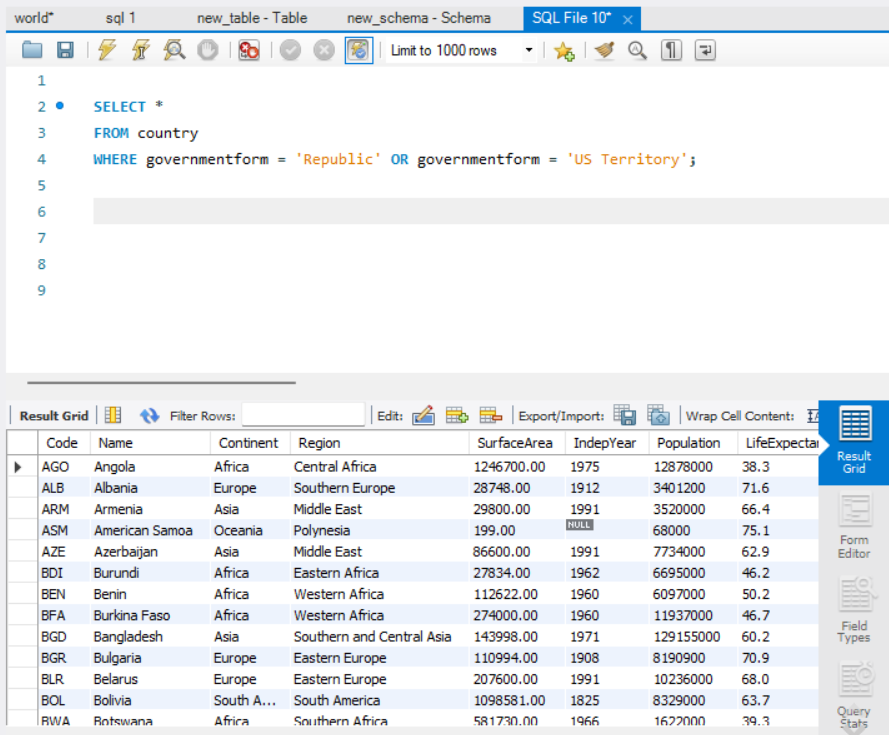 world* sql 1 new_table - Table new_schema - Schema SQL File 10* ×
Limit to 1000 rows
1
2 SELECT *
3 FROM country
4 WHERE governmentform = 'Republic' OR governmentform = 'US Territory';
5
6
7
8
9
Result Grid Filter Rows: Edit: Export/Import: Wrap Cell Content: IA
Code Name Continent Region SurfaceArea IndepYear Population LifeExpectan
AGO Angola Africa Central Africa 1246700.00 1975 12878000 38.3
ALB Albania Europe Southern Europe 28748.00 1912 3401200 71.6
ARM Armenia Asia Middle East 29800.00 1991 3520000 66.4
ASM American Samoa Oceania Polynesia 199.00 NULL 68000 75.1
AZE Azerbaijan Asia Middle East 86600.00 1991 7734000 62.9
BDI Burundi Africa Eastern Africa 27834.00 1962 6695000 46.2
BEN Benin Africa Western Africa 112622.00 1960 6097000 50.2
BFA Burkina Faso Africa Western Africa 274000.00 1960 11937000 46.7
BGD Bangladesh Asia Southern and Central Asia 143998.00 1971 129155000 60.2
BGR Bulgaria Europe Eastern Europe 110994.00 1908 8190900 70.9
BLR Belarus Europe Eastern Europe 207600.00 1991 10236000 68.0
BOL Bolivia South A... South America 1098581.00 1825 8329000 63.7
BWA Botswana Africa Southern Africa 581730.00 1966 1622000 39.3
Result
Grid
Form
Editor
Field
Types
Query
Stats